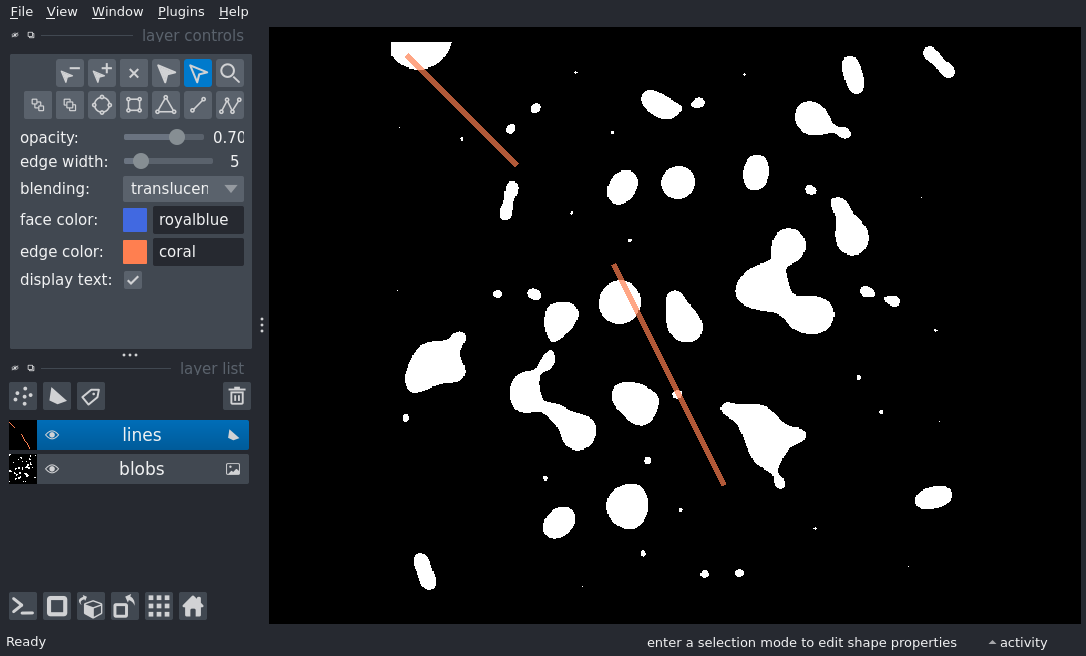 File View Window Plugins Help
layer controls
opacity: 0.70
edge width: 5
blending: translucen
face color: royalblue
edge color: coral
display text:
layer list
lines
blobs
Ready enter a selection mode to edit shape properties activity